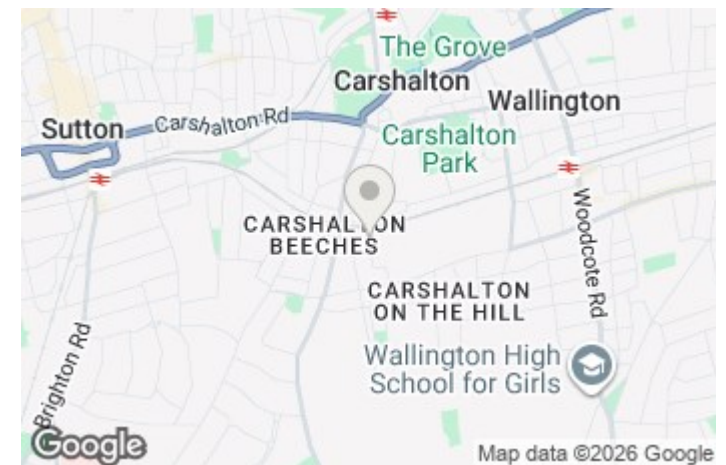 The Grove
Carshalton
Wallington
Sutton
Carshalton Rd
Carshalton
Park
CARSHALTON
BEECHES
Woodcote Rd
CARSHALTON
ON THE HILL
Wallington High
School for Girls
Brighton Rd
Google
Map data ©2026 Google